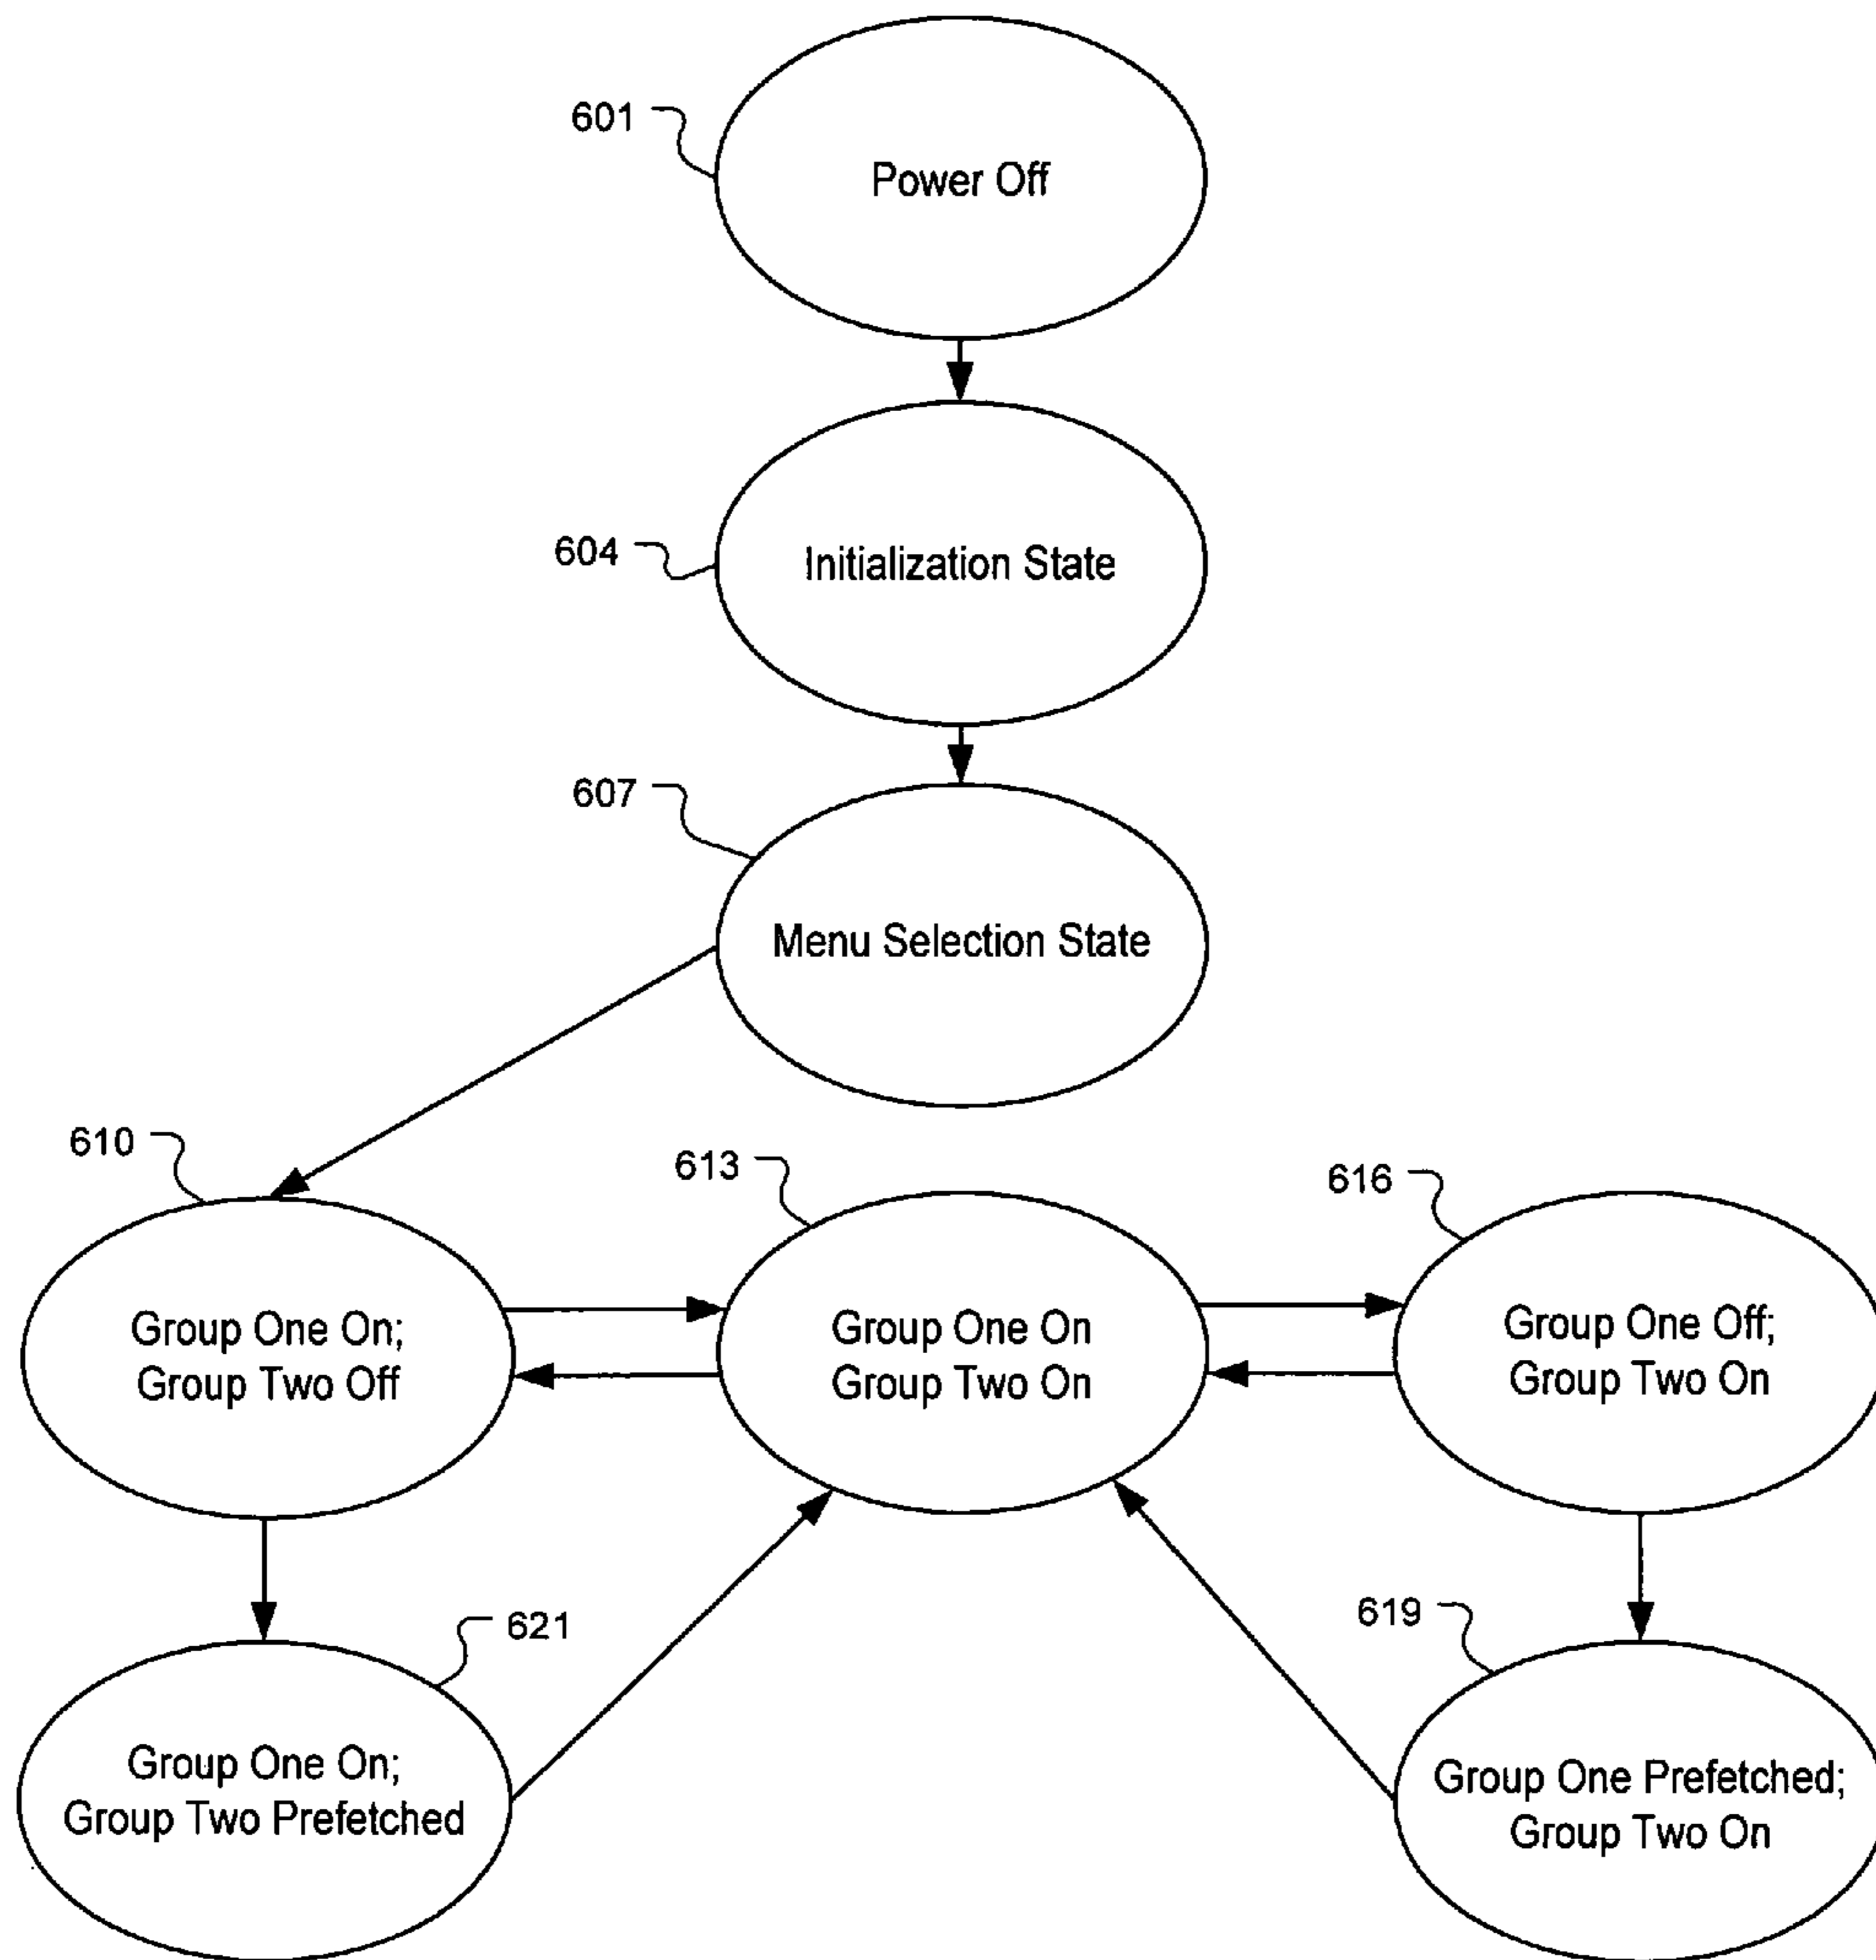 601
Power Off
604
Initialization State
607
Menu Selection State
610
613
616
Group One On;
Group Two Off
Group One On
Group Two On
Group One Off;
Group Two On
621
619
Group One On;
Group Two Prefetched
Group One Prefetched;
Group Two On